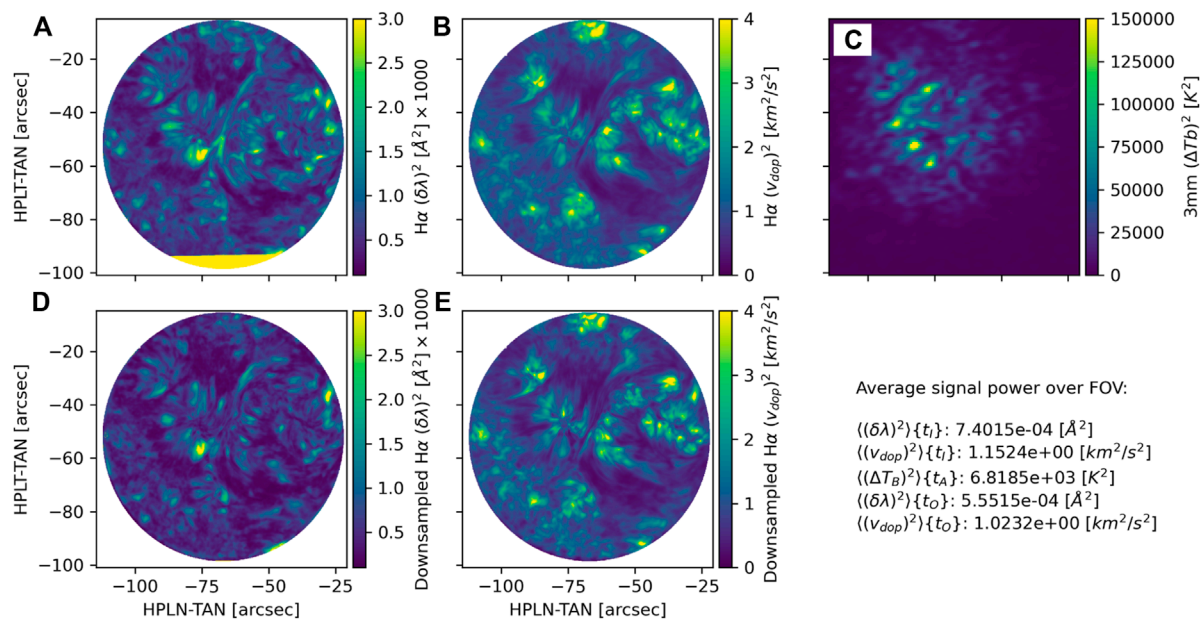 A
B
C
−20
−40
−60
−80
−100
HPLT-TAN [arcsec]
3.0
2.5
2.0
1.5
1.0
0.5
Hα (δλ)² [Å²] × 1000
4
3
2
1
0
Hα (v_dop)² [km²/s²]
150000
125000
100000
75000
50000
25000
0
3mm (ΔTb)² [K²]
D
E
−20
−40
−60
−80
−100
HPLT-TAN [arcsec]
−100
−75
−50
−25
HPLN-TAN [arcsec]
3.0
2.5
2.0
1.5
1.0
0.5
Downsampled Hα (δλ)² [Å²] × 1000
−100
−75
−50
−25
HPLN-TAN [arcsec]
4
3
2
1
0
Downsampled Hα (v_dop)² [km²/s²]
Average signal power over FOV:
⟨(δλ)²⟩{t_I}: 7.4015e-04 [Å²]
⟨(v_dop)²⟩{t_I}: 1.1524e+00 [km²/s²]
⟨(ΔT_B)²⟩{t_A}: 6.8185e+03 [K²]
⟨(δλ)²⟩{t_O}: 5.5515e-04 [Å²]
⟨(v_dop)²⟩{t_O}: 1.0232e+00 [km²/s²]